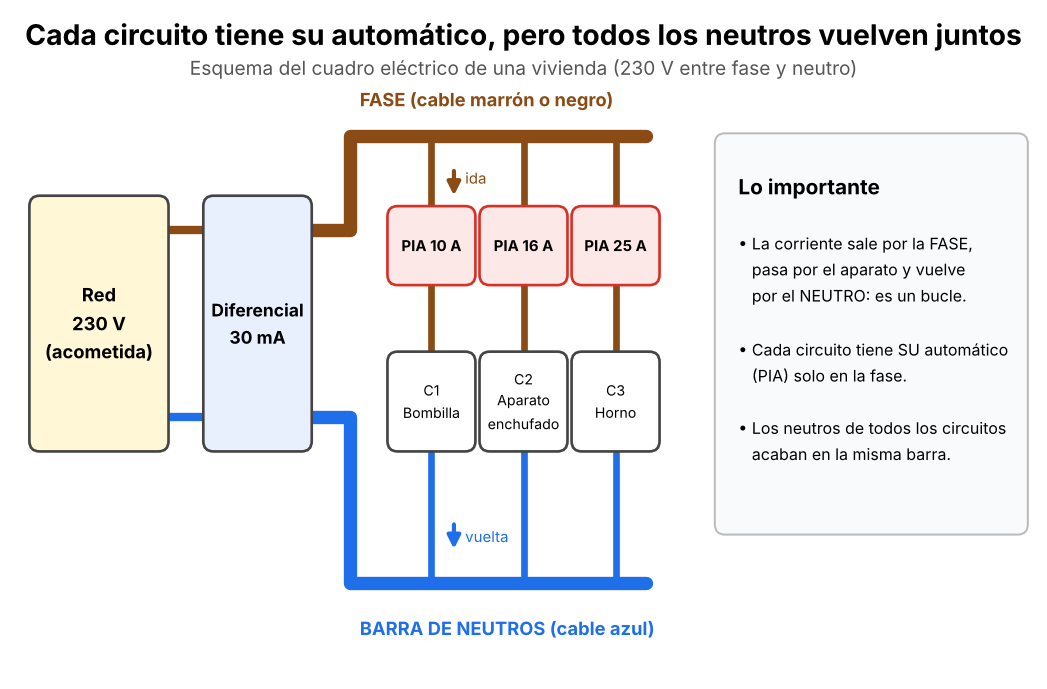 Cada circuito tiene su automático, pero todos los neutros vuelven juntos
Esquema del cuadro eléctrico de una vivienda (230 V entre fase y neutro)
FASE (cable marrón o negro)
ida
PIA 10 A
PIA 16 A
PIA 25 A
Red
230 V
(acometida)
Diferencial
30 mA
C1
Bombilla
C2
Aparato
enchufado
C3
Horno
vuelta
BARRA DE NEUTROS (cable azul)
Lo importante
• La corriente sale por la FASE,
pasa por el aparato y vuelve
por el NEUTRO: es un bucle.
• Cada circuito tiene SU automático
(PIA) solo en la fase.
• Los neutros de todos los circuitos
acaban en la misma barra.